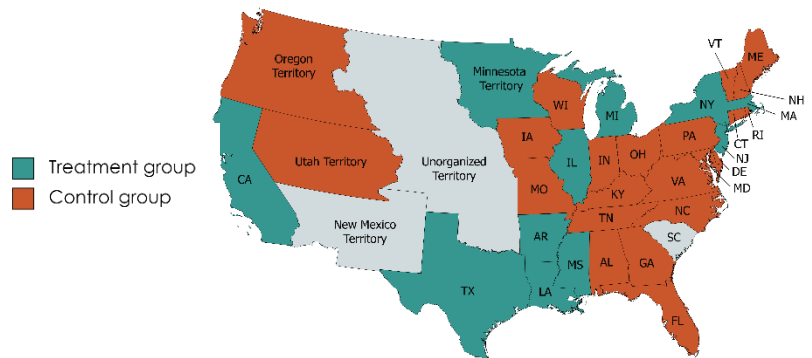 Treatment group
Control group
Oregon
Territory
Minnesota
Territory
Utah Territory
Unorganized
Territory
New Mexico
Territory
CA
TX
WI
MI
IA
IL
IN
OH
PA
NY
VT
ME
NH
MA
RI
CT
NJ
DE
MD
MO
KY
VA
TN
NC
SC
AR
MS
AL
GA
LA
FL